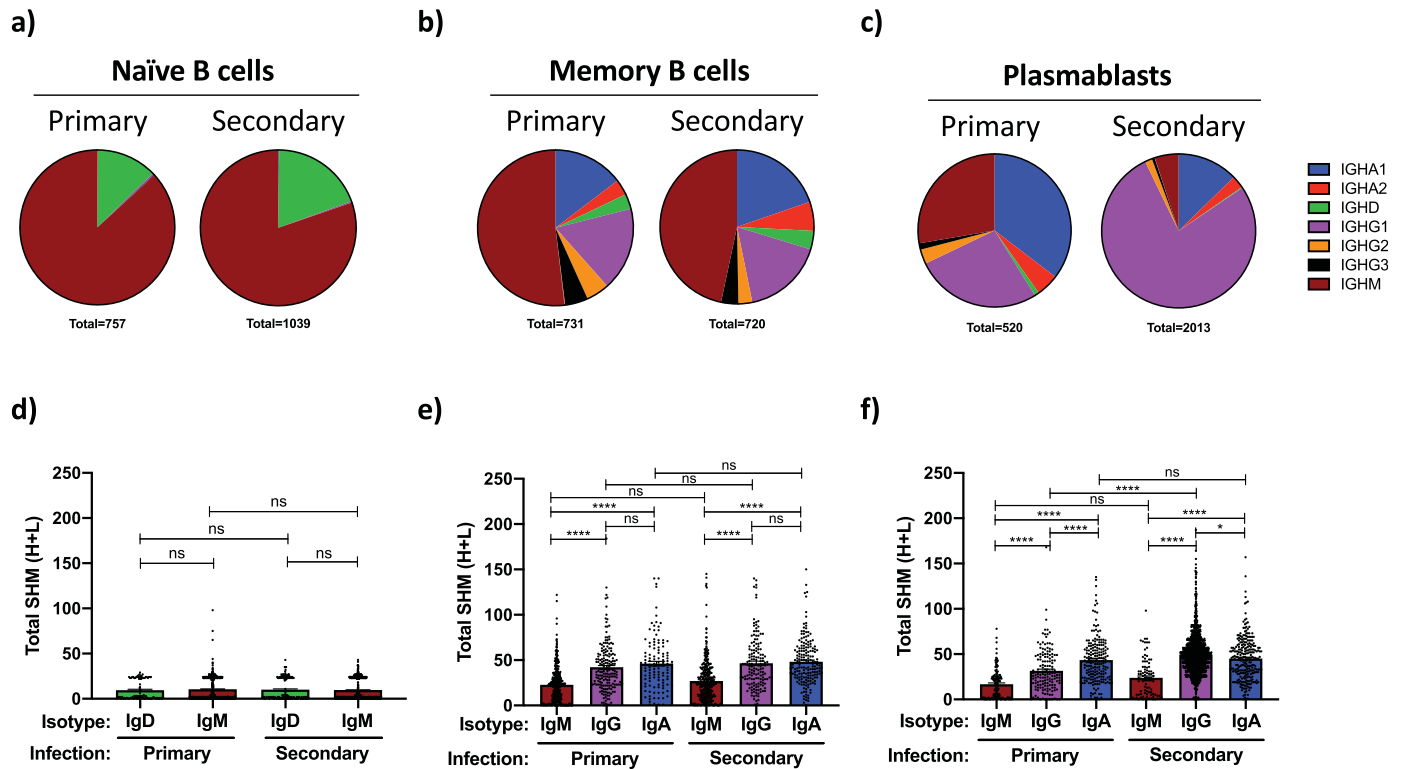 a)
Naïve B cells
Primary
Secondary
Total=757
Total=1039
b)
Memory B cells
Primary
Secondary
Total=731
Total=720
c)
Plasmablasts
Primary
Secondary
Total=520
Total=2013
IGHA1
IGHA2
IGHD
IGHG1
IGHG2
IGHG3
IGHM
d)
Total SHM (H+L)
250
200
150
100
50
0
ns
ns
ns
ns
Isotype: IgD IgM IgD IgM
Infection: Primary Secondary
e)
Total SHM (H+L)
250
200
150
100
50
0
ns
ns
ns
**** ****
ns ns
**** ****
Isotype: IgM IgG IgA IgM IgG IgA
Infection: Primary Secondary
f)
Total SHM (H+L)
250
200
150
100
50
0
ns
****
ns
**** ****
**** *
**** ****
Isotype: IgM IgG IgA IgM IgG IgA
Infection: Primary Secondary